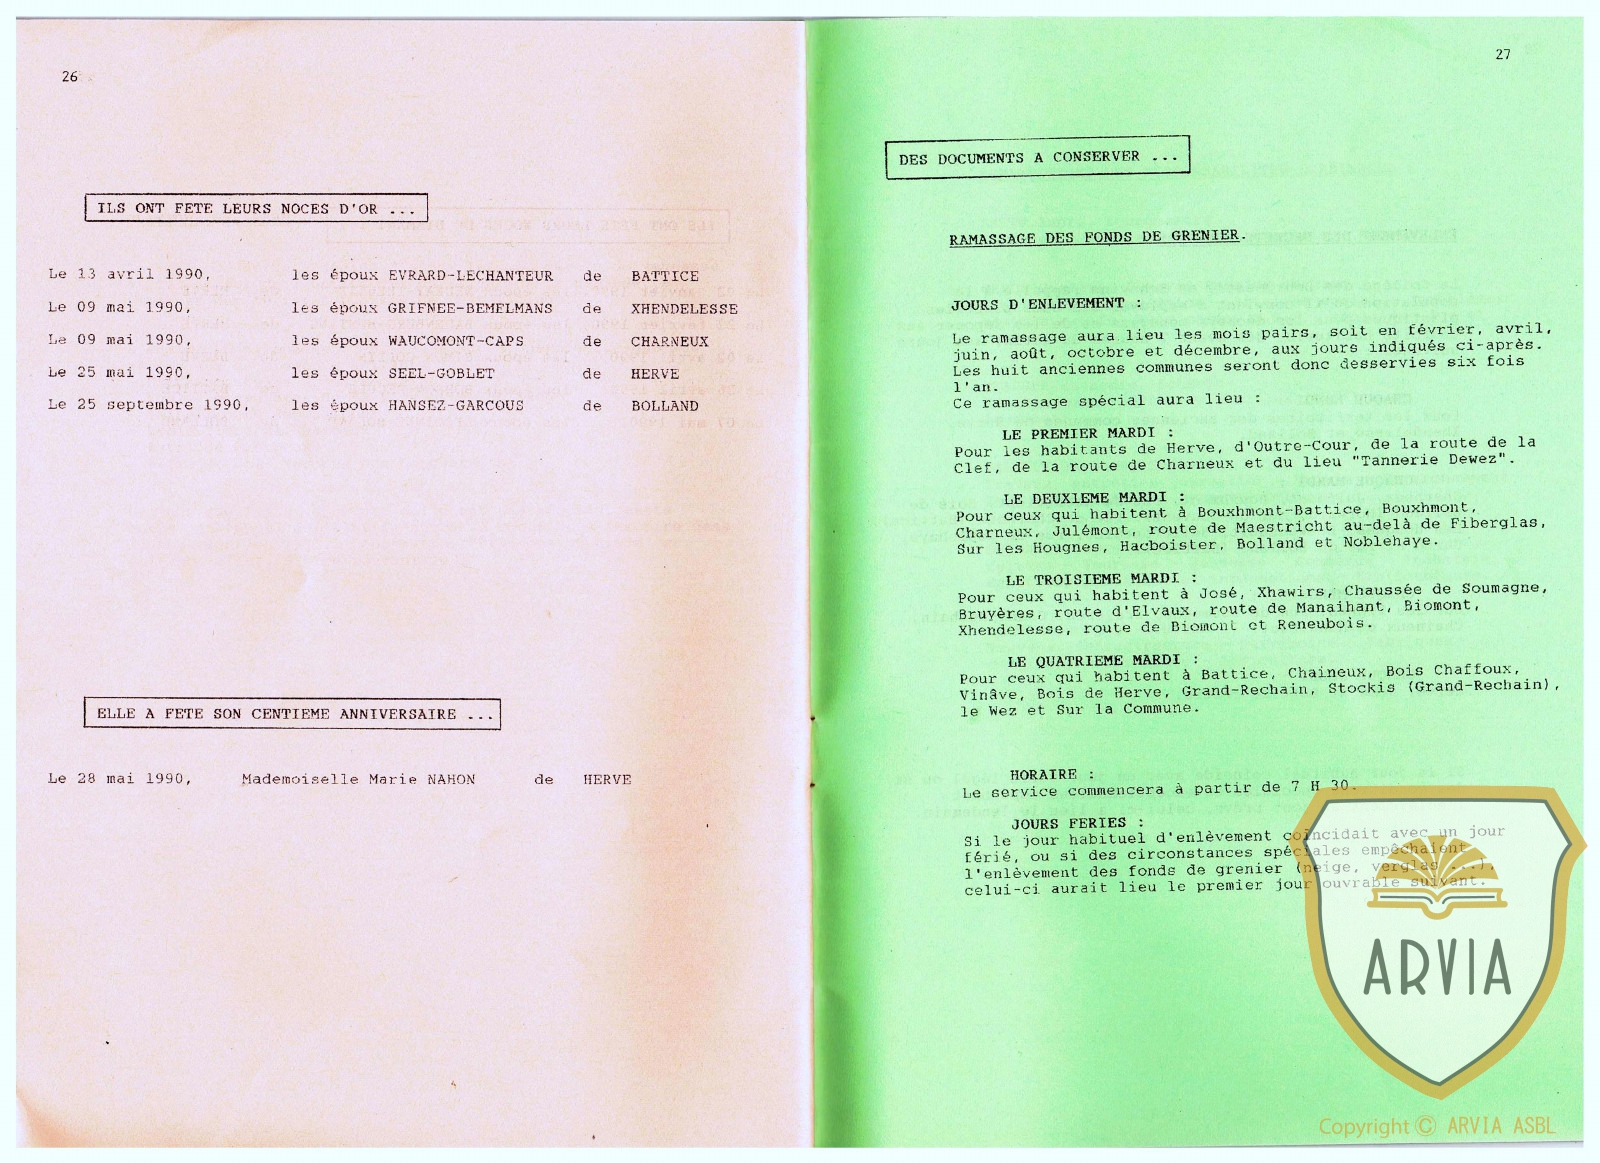 26
ILS ONT FETE LEURS NOCES D'OR ...
Le 13 avril 1990, les époux EVRARD-LECHANTEUR de BATTICE
Le 09 mai 1990, les époux GRIFNEE-BEMELMANS de XHENDELESSE
Le 09 mai 1990, les époux WAUCOMONT-CAPS de CHARNEUX
Le 25 mai 1990, les époux SEEL-GOBLET de HERVE
Le 25 septembre 1990, les époux HANSEZ-GARCOUS de BOLLAND
ELLE A FETE SON CENTIEME ANNIVERSAIRE ...
Le 28 mai 1990, Mademoiselle Marie NAHON de HERVE
27
DES DOCUMENTS A CONSERVER ...
RAMASSAGE DES FONDS DE GRENIER.
JOURS D'ENLEVEMENT :
Le ramassage aura lieu les mois pairs, soit en février, avril,
juin, août, octobre et décembre, aux jours indiqués ci-après.
Les huit anciennes communes seront donc desservies six fois
l'an.
Ce ramassage spécial aura lieu :
LE PREMIER MARDI :
Pour les habitants de Herve, d'Outre-Cour, de la route de la
Clef, de la route de Charneux et du lieu "Tannerie Dewez".
LE DEUXIEME MARDI :
Pour ceux qui habitent à Bouxhmont-Battice, Bouxhmont,
Charneux, Julémont, route de Maestricht au-delà de Fiberglas,
Sur les Hougnes, Hacboister, Bolland et Noblehaye.
LE TROISIEME MARDI :
Pour ceux qui habitent à José, Xhawirs, Chaussée de Soumagne,
Bruyères, route d'Elvaux, route de Manaihant, Biomont,
Xhendelesse, route de Biomont et Reneubois.
LE QUATRIEME MARDI :
Pour ceux qui habitent à Battice, Chaineux, Bois Chaffoux,
Vinâve, Bois de Herve, Grand-Rechain, Stockis (Grand-Rechain),
le Wez et Sur la Commune.
HORAIRE :
Le service commencera à partir de 7 H 30.
JOURS FERIES :
Si le jour habituel d'enlèvement coïncidait avec un jour
férié, ou si des circonstances spéciales empêchaient
l'enlèvement des fonds de grenier (neige, verglas ...),
celui-ci aurait lieu le premier jour ouvrable suivant.
ARVIA
Copyright © ARVIA ASBL